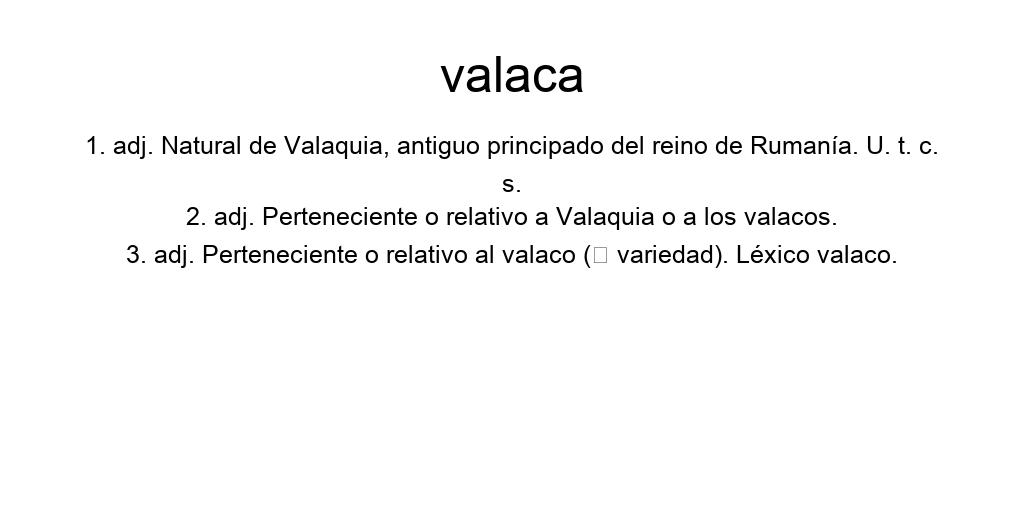 valaca
1. adj. Natural de Valaquia, antiguo principado del reino de Rumanía. U. t. c.
s.
2. adj. Perteneciente o relativo a Valaquia o a los valacos.
3. adj. Perteneciente o relativo al valaco (□ variedad). Léxico valaco.